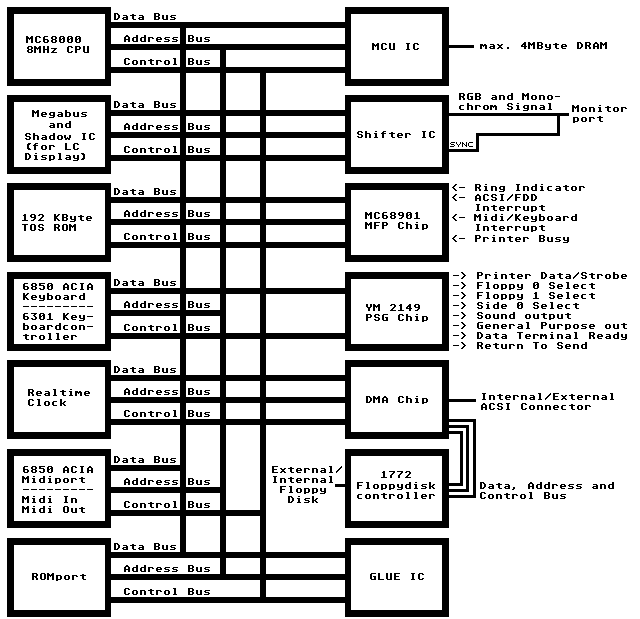 MC68000
8MHz CPU
Data Bus
Address Bus
Control Bus
MCU IC
max. 4MByte DRAM
Megabus
and
Shadow IC
(for LC
Display)
Data Bus
Address Bus
Control Bus
Shifter IC
RGB and Mono-
chrom Signal
SYNC
Monitor
port
192 KByte
TOS ROM
Data Bus
Address Bus
Control Bus
MC68901
MFP Chip
<- Ring Indicator
<- ACSI/FDD
Interrupt
<- Midi/Keyboard
Interrupt
<- Printer Busy
6850 ACIA
Keyboard
---------
6301 Key-
boardcon-
troller
Data Bus
Address Bus
Control Bus
YM 2149
PSG Chip
-> Printer Data/Strobe
-> Floppy 0 Select
-> Floppy 1 Select
-> Side 0 Select
-> Sound output
-> General Purpose out
-> Data Terminal Ready
-> Return To Send
Realtime
Clock
Data Bus
Address Bus
Control Bus
DMA Chip
Internal/External
ACSI Connector
6850 ACIA
Midiport
---------
Midi In
Midi Out
Data Bus
Address Bus
Control Bus
External/
Internal
Floppy
Disk
1772
Floppydisk
controller
Data, Address and
Control Bus
ROMport
Data Bus
Address Bus
Control Bus
GLUE IC